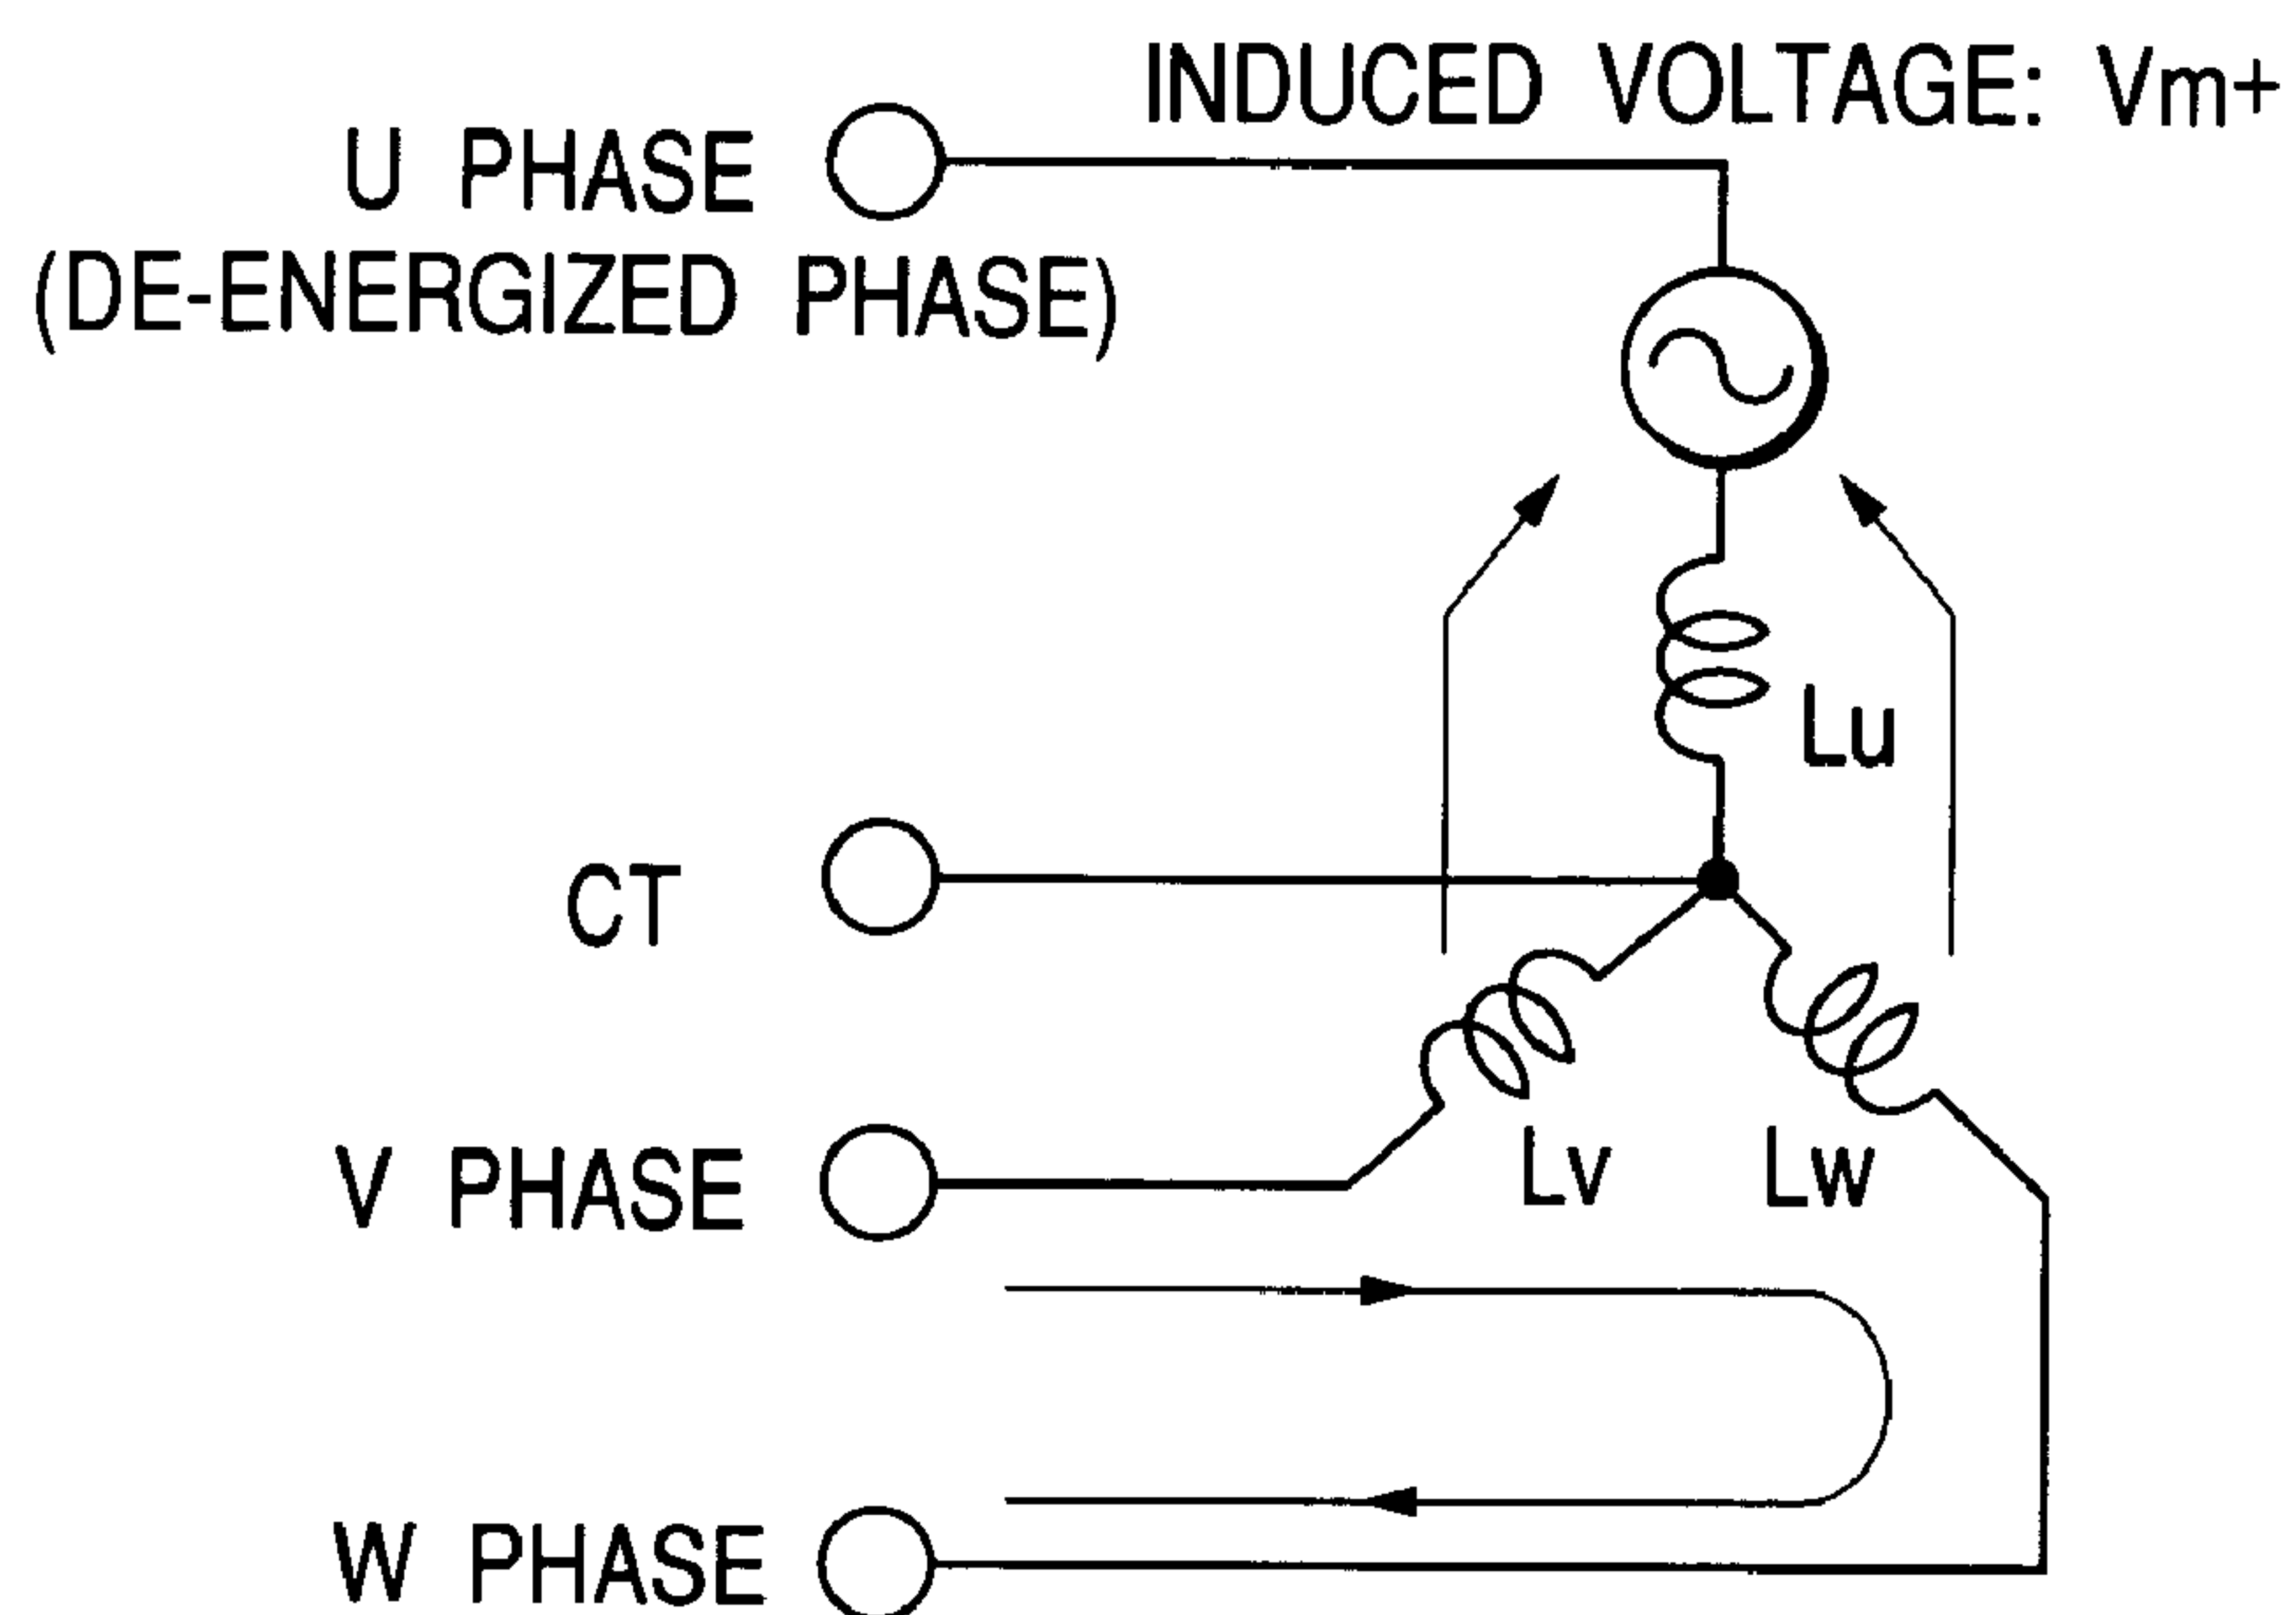 INDUCED VOLTAGE: Vm+
U PHASE
(DE-ENERGIZED PHASE)
Lu
CT
V PHASE
Lv
Lw
W PHASE